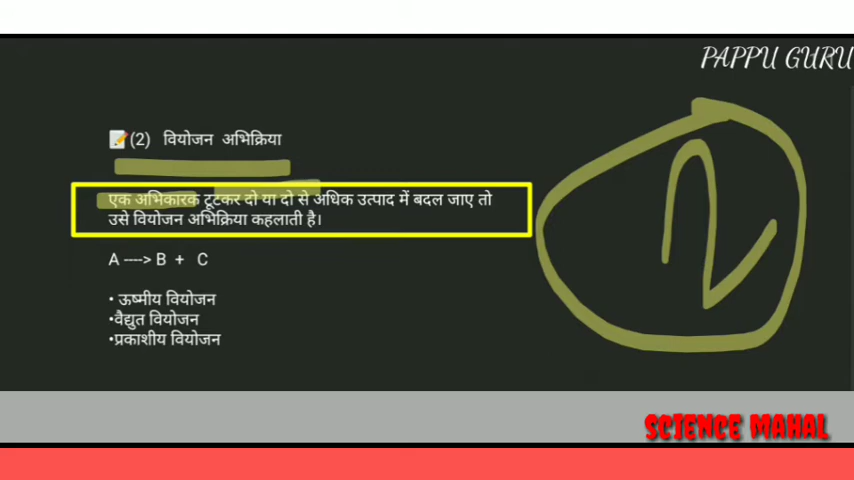 PAPPU GURU
📝(2) वियोजन अभिक्रिया
एक अभिकारक टूटकर दो या दो से अधिक उत्पाद में बदल जाए तो
उसे वियोजन अभिक्रिया कहलाती है।
A ----> B + C
• ऊष्मीय वियोजन
•वैद्युत वियोजन
•प्रकाशीय वियोजन
2
SCIENCE MAHAL